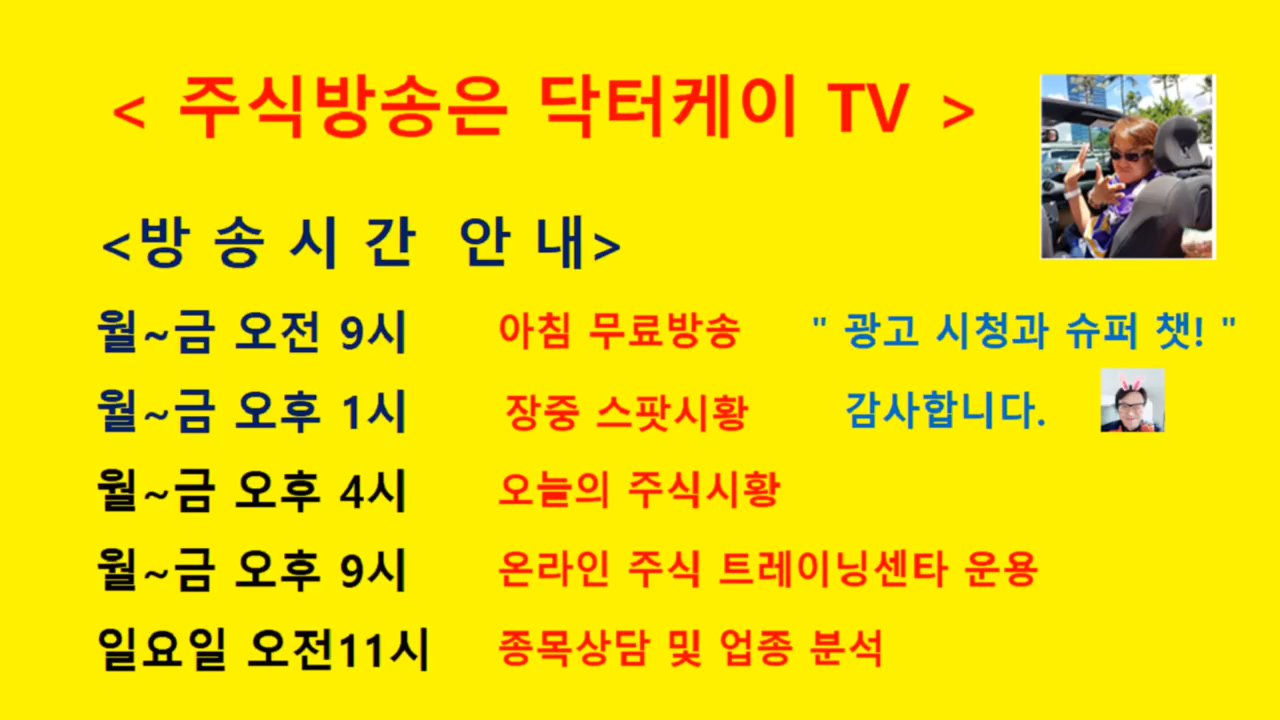 < 주식방송은 닥터케이 TV >
<방 송 시 간 안 내>
월~금 오전 9시 아침 무료방송 " 광고 시청과 슈퍼 챗! "
월~금 오후 1시 장중 스팟시황 감사합니다.
월~금 오후 4시 오늘의 주식시황
월~금 오후 9시 온라인 주식 트레이닝센타 운용
일요일 오전11시 종목상담 및 업종 분석